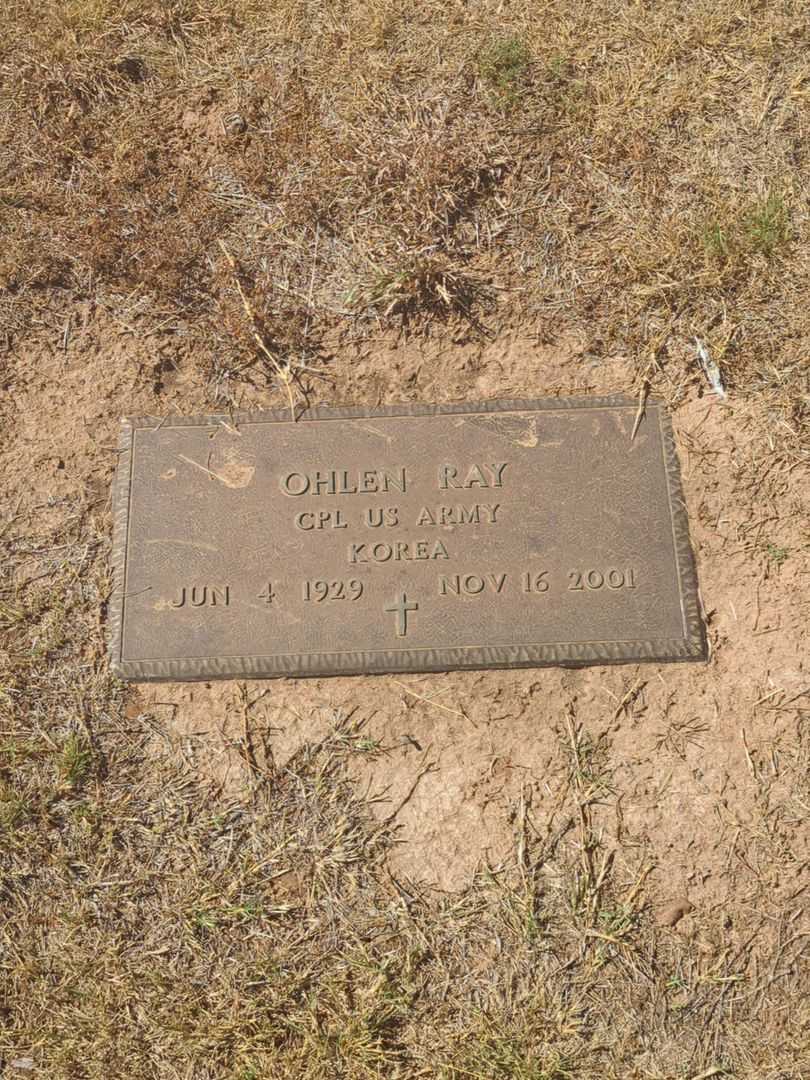 OHLEN RAY
CPL US ARMY
KOREA
JUN 4 1929 NOV 16 2001